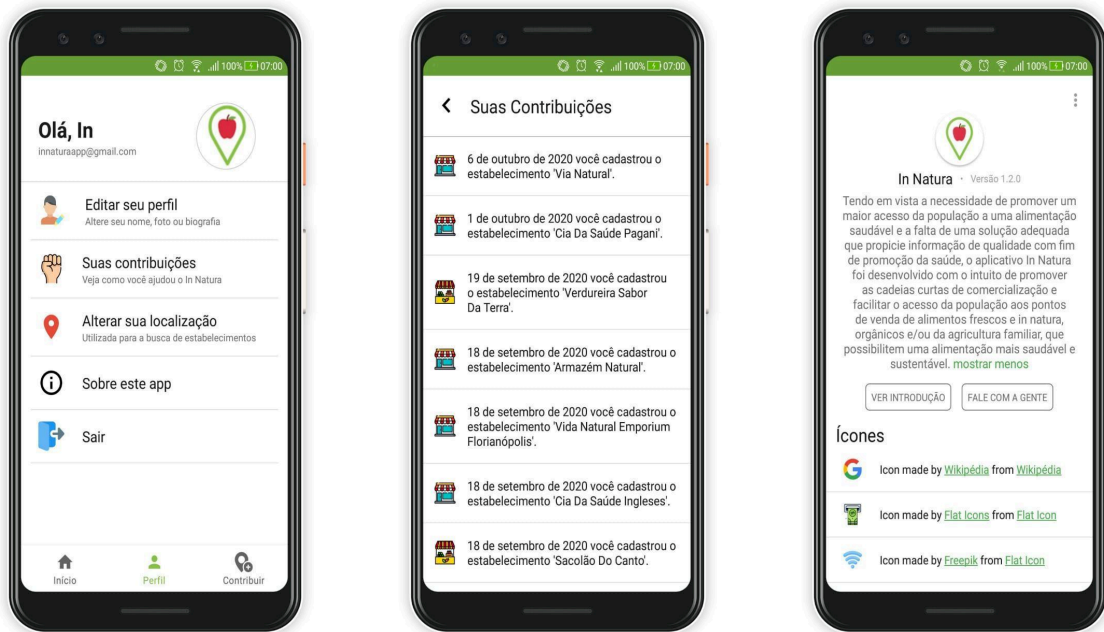 100% 07:00
Olá, In
innaturaapp@gmail.com
Editar seu perfil
Altere seu nome, foto ou biografia
Suas contribuições
Veja como você ajudou o In Natura
Alterar sua localização
Utilizada para a busca de estabelecimentos
Sobre este app
Sair
Início
Perfil
Contribuir
100% 07:00
Suas Contribuições
6 de outubro de 2020 você cadastrou o
estabelecimento 'Via Natural'.
1 de outubro de 2020 você cadastrou o
estabelecimento 'Cia Da Saúde Pagani'.
19 de setembro de 2020 você cadastrou
o estabelecimento 'Verdureira Sabor
Da Terra'.
18 de setembro de 2020 você cadastrou o
estabelecimento 'Armazém Natural'.
18 de setembro de 2020 você cadastrou o
estabelecimento 'Vida Natural Emporium
Florianópolis'.
18 de setembro de 2020 você cadastrou o
estabelecimento 'Cia Da Saúde Ingleses'.
18 de setembro de 2020 você cadastrou o
estabelecimento 'Sacolão Do Canto'.
100% 07:00
In Natura · Versão 1.2.0
Tendo em vista a necessidade de promover um
maior acesso da população a uma alimentação
saudável e a falta de uma solução adequada
que propicie informação de qualidade com fim
de promoção da saúde, o aplicativo In Natura
foi desenvolvido com o intuito de promover
as cadeias curtas de comercialização e
facilitar o acesso da população aos pontos
de venda de alimentos frescos e in natura,
orgânicos e/ou da agricultura familiar, que
possibilitem uma alimentação mais saudável e
sustentável. mostrar menos
VER INTRODUÇÃO
FALE COM A GENTE
Ícones
Icon made by Wikipédia from Wikipédia
Icon made by Flat Icons from Flat Icon
Icon made by Freepik from Flat Icon